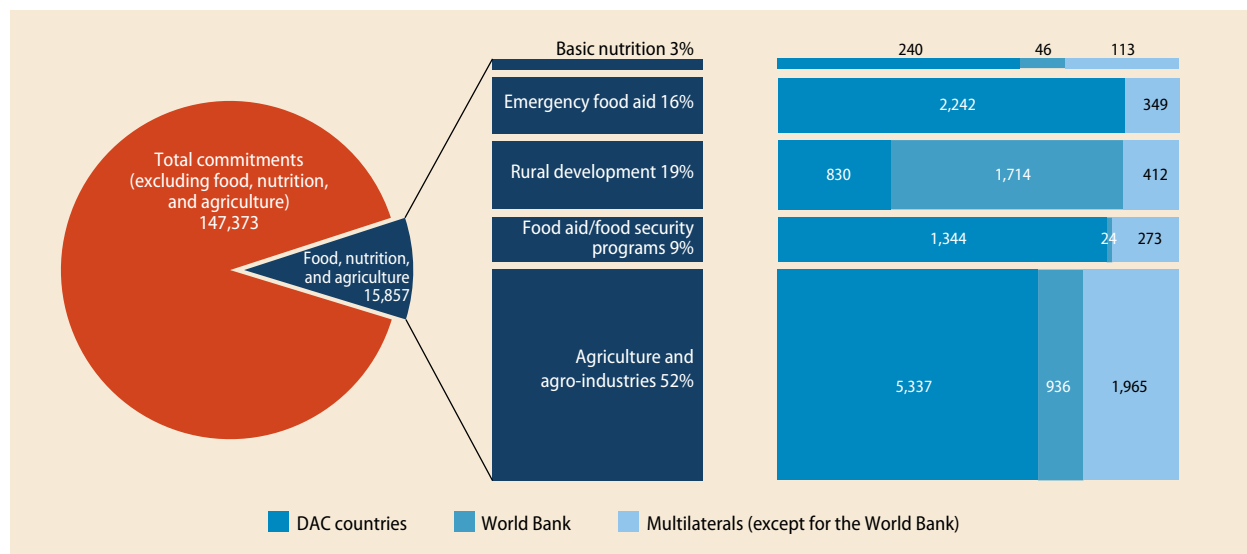 Total commitments
(excluding food, nutrition,
and agriculture)
147,373
Food, nutrition,
and agriculture
15,857
Basic nutrition 3%
240
46
113
Emergency food aid 16%
2,242
349
Rural development 19%
830
1,714
412
Food aid/food security
programs 9%
1,344
24
273
Agriculture and
agro-industries 52%
5,337
936
1,965
DAC countries
World Bank
Multilaterals (except for the World Bank)